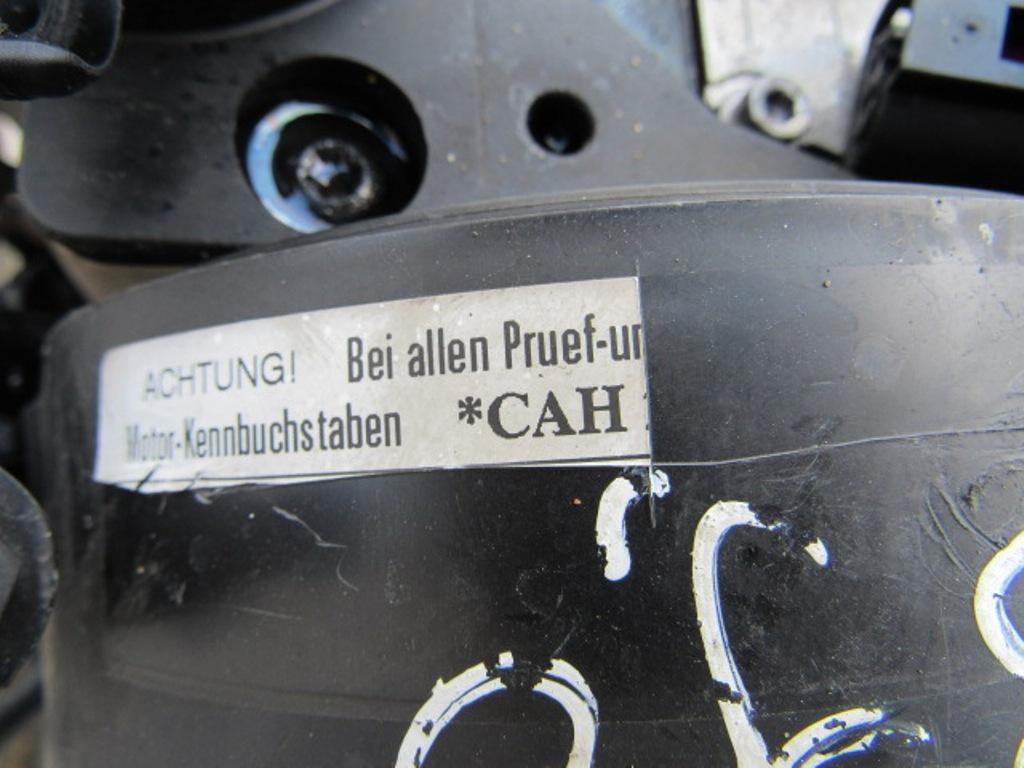 ACHTUNG! Bei allen Pruef-un
Motor-Kennbuchstaben *CAH